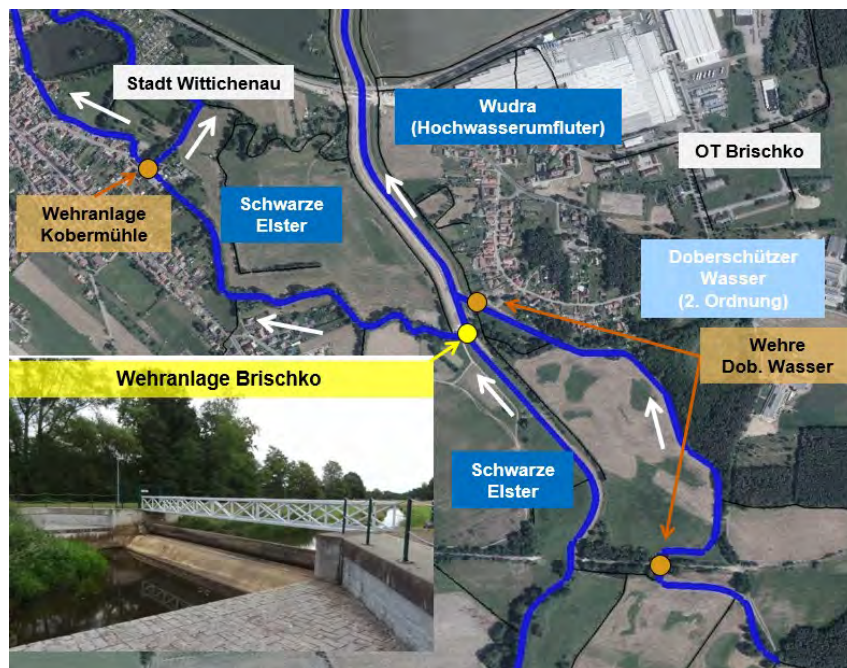 Stadt Wittichenau
Wudra
(Hochwasserumfluter)
OT Brischko
Wehranlage
Kobermühle
Schwarze
Elster
Doberschützer
Wasser
(2. Ordnung)
Wehre
Dob. Wasser
Wehranlage Brischko
Schwarze
Elster